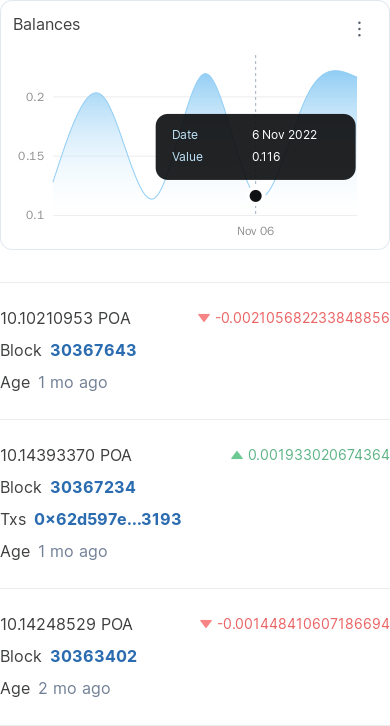 Balances
0.2
Date 6 Nov 2022
0.15
Value 0.116
0.1
Nov 06
10.10210953 POA -0.002105682233848856
Block 30367643
Age 1 mo ago
10.14393370 POA 0.001933020674364
Block 30367234
Txs 0x62d597e...3193
Age 1 mo ago
10.14248529 POA -0.001448410607186694
Block 30363402
Age 2 mo ago